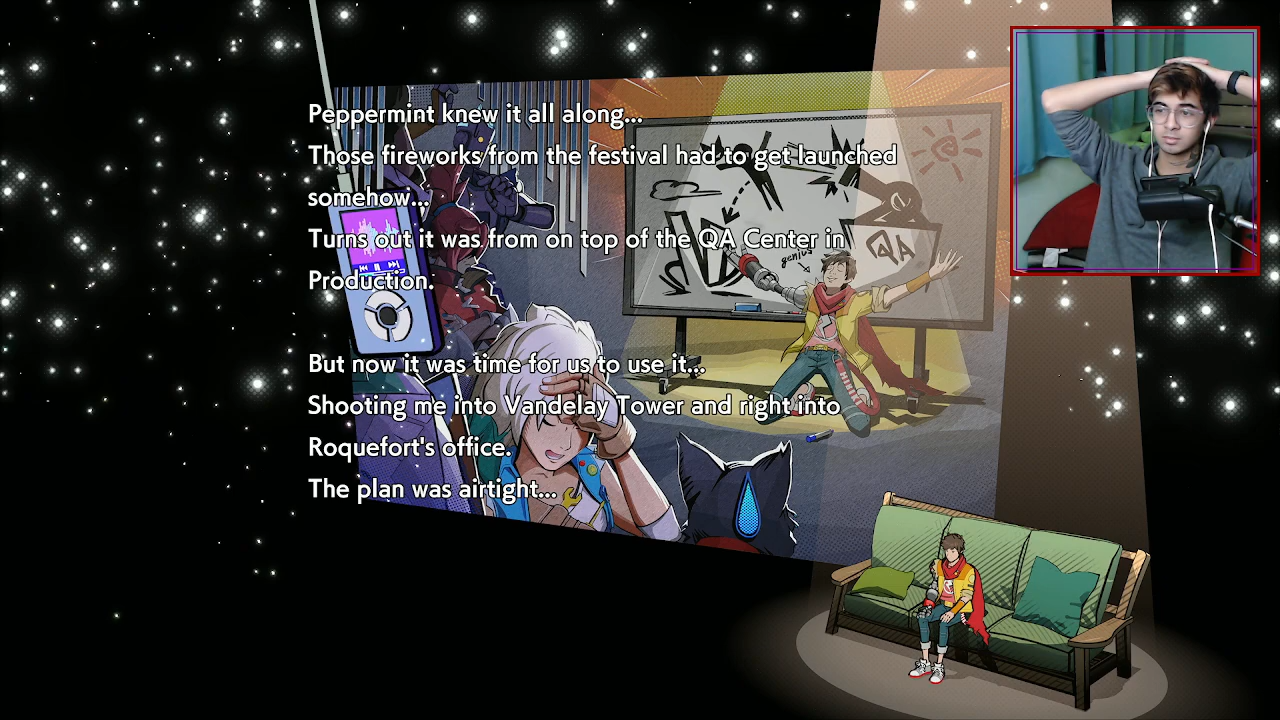 Peppermint knew it all along...
Those fireworks from the festival had to get launched
somehow...
Turns out it was from on top of the QA Center in
Production.
But now it was time for us to use it...
Shooting me into Vandelay Tower and right into
Roquefort's office.
The plan was airtight...
genius
QA